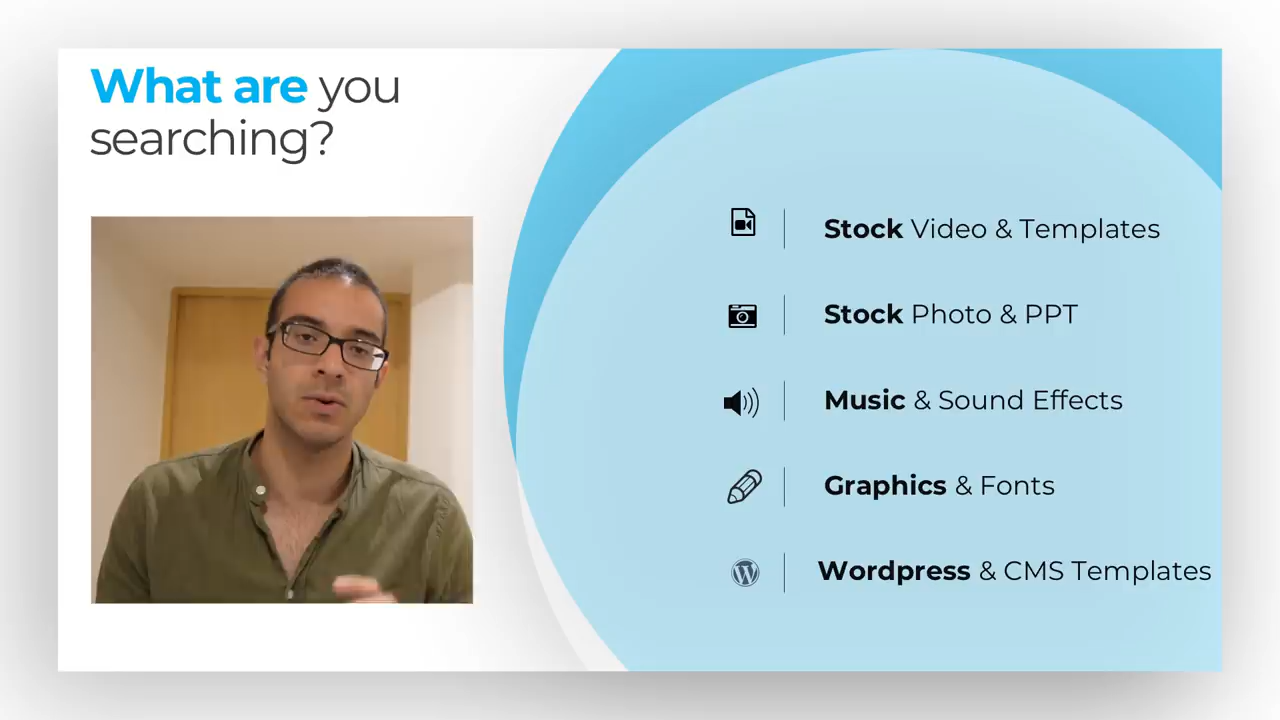 What are you
searching?
Stock Video & Templates
Stock Photo & PPT
Music & Sound Effects
Graphics & Fonts
Wordpress & CMS Templates